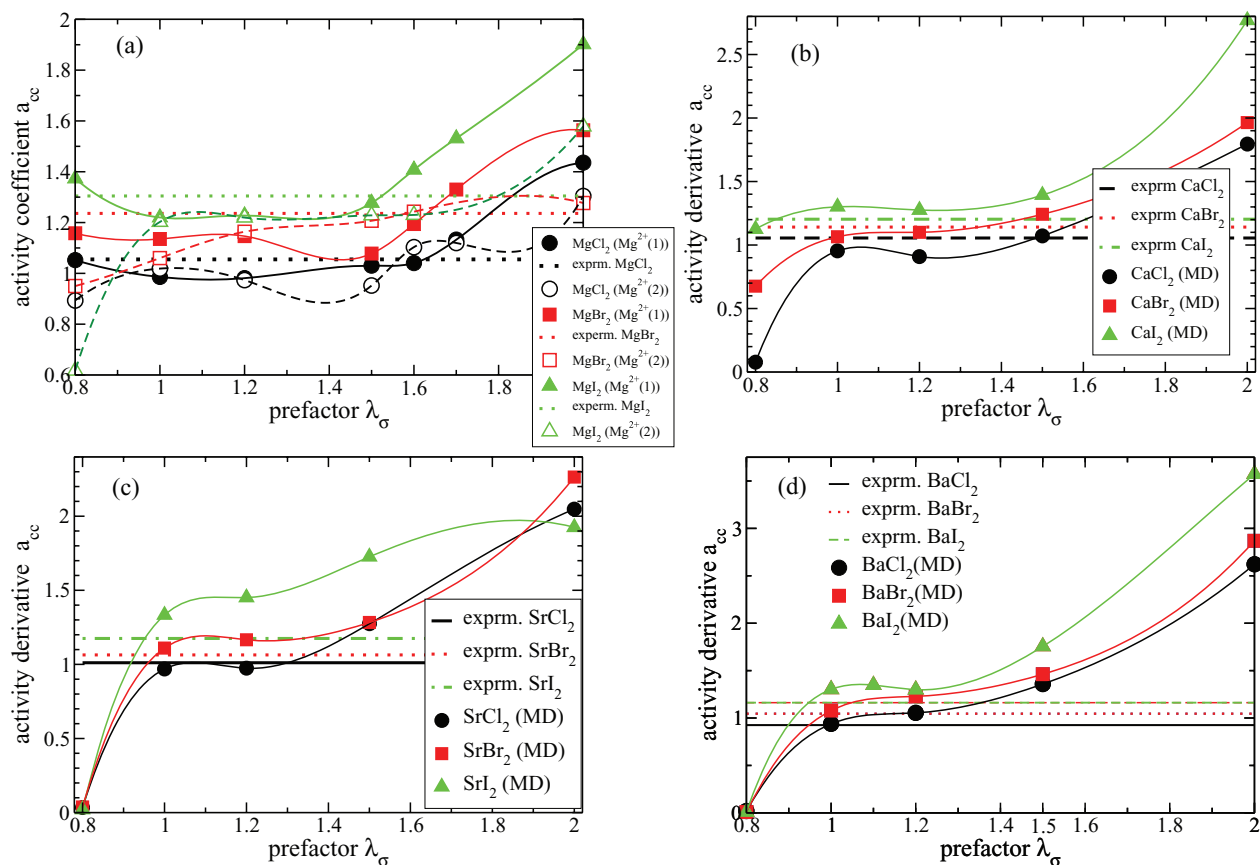 (a)
2
1.8
1.6
1.4
1.2
1
0.8
0.6
activity coefficient a_cc
0.8 1 1.2 1.4 1.6 1.8 2
prefactor λ_σ
MgCl₂ (Mg²⁺(1))
exprm. MgCl₂
MgCl₂ (Mg²⁺(2))
MgBr₂ (Mg²⁺(1))
experm. MgBr₂
MgBr₂ (Mg²⁺(2))
MgI₂ (Mg²⁺(1))
experm. MgI₂
MgI₂ (Mg²⁺(2))
(b)
2.5
2
1.5
1
0.5
0
activity derivative a_cc
0.8 1 1.2 1.4 1.6 1.8 2
prefactor λ_σ
exprm CaCl₂
exprm CaBr₂
exprm CaI₂
CaCl₂ (MD)
CaBr₂ (MD)
CaI₂ (MD)
(c)
2
1.5
1
0.5
0
activity derivative a_cc
0.8 1 1.2 1.4 1.6 1.8 2
prefactor λ_σ
exprm. SrCl₂
exprm. SrBr₂
exprm. SrI₂
SrCl₂ (MD)
SrBr₂ (MD)
SrI₂ (MD)
(d)
3
2
1
0
activity derivative a_cc
0.8 1 1.2 1.4 1.5 1.6 1.8 2
prefactor λ_σ
exprm. BaCl₂
exprm. BaBr₂
exprm. BaI₂
BaCl₂(MD)
BaBr₂(MD)
BaI₂(MD)